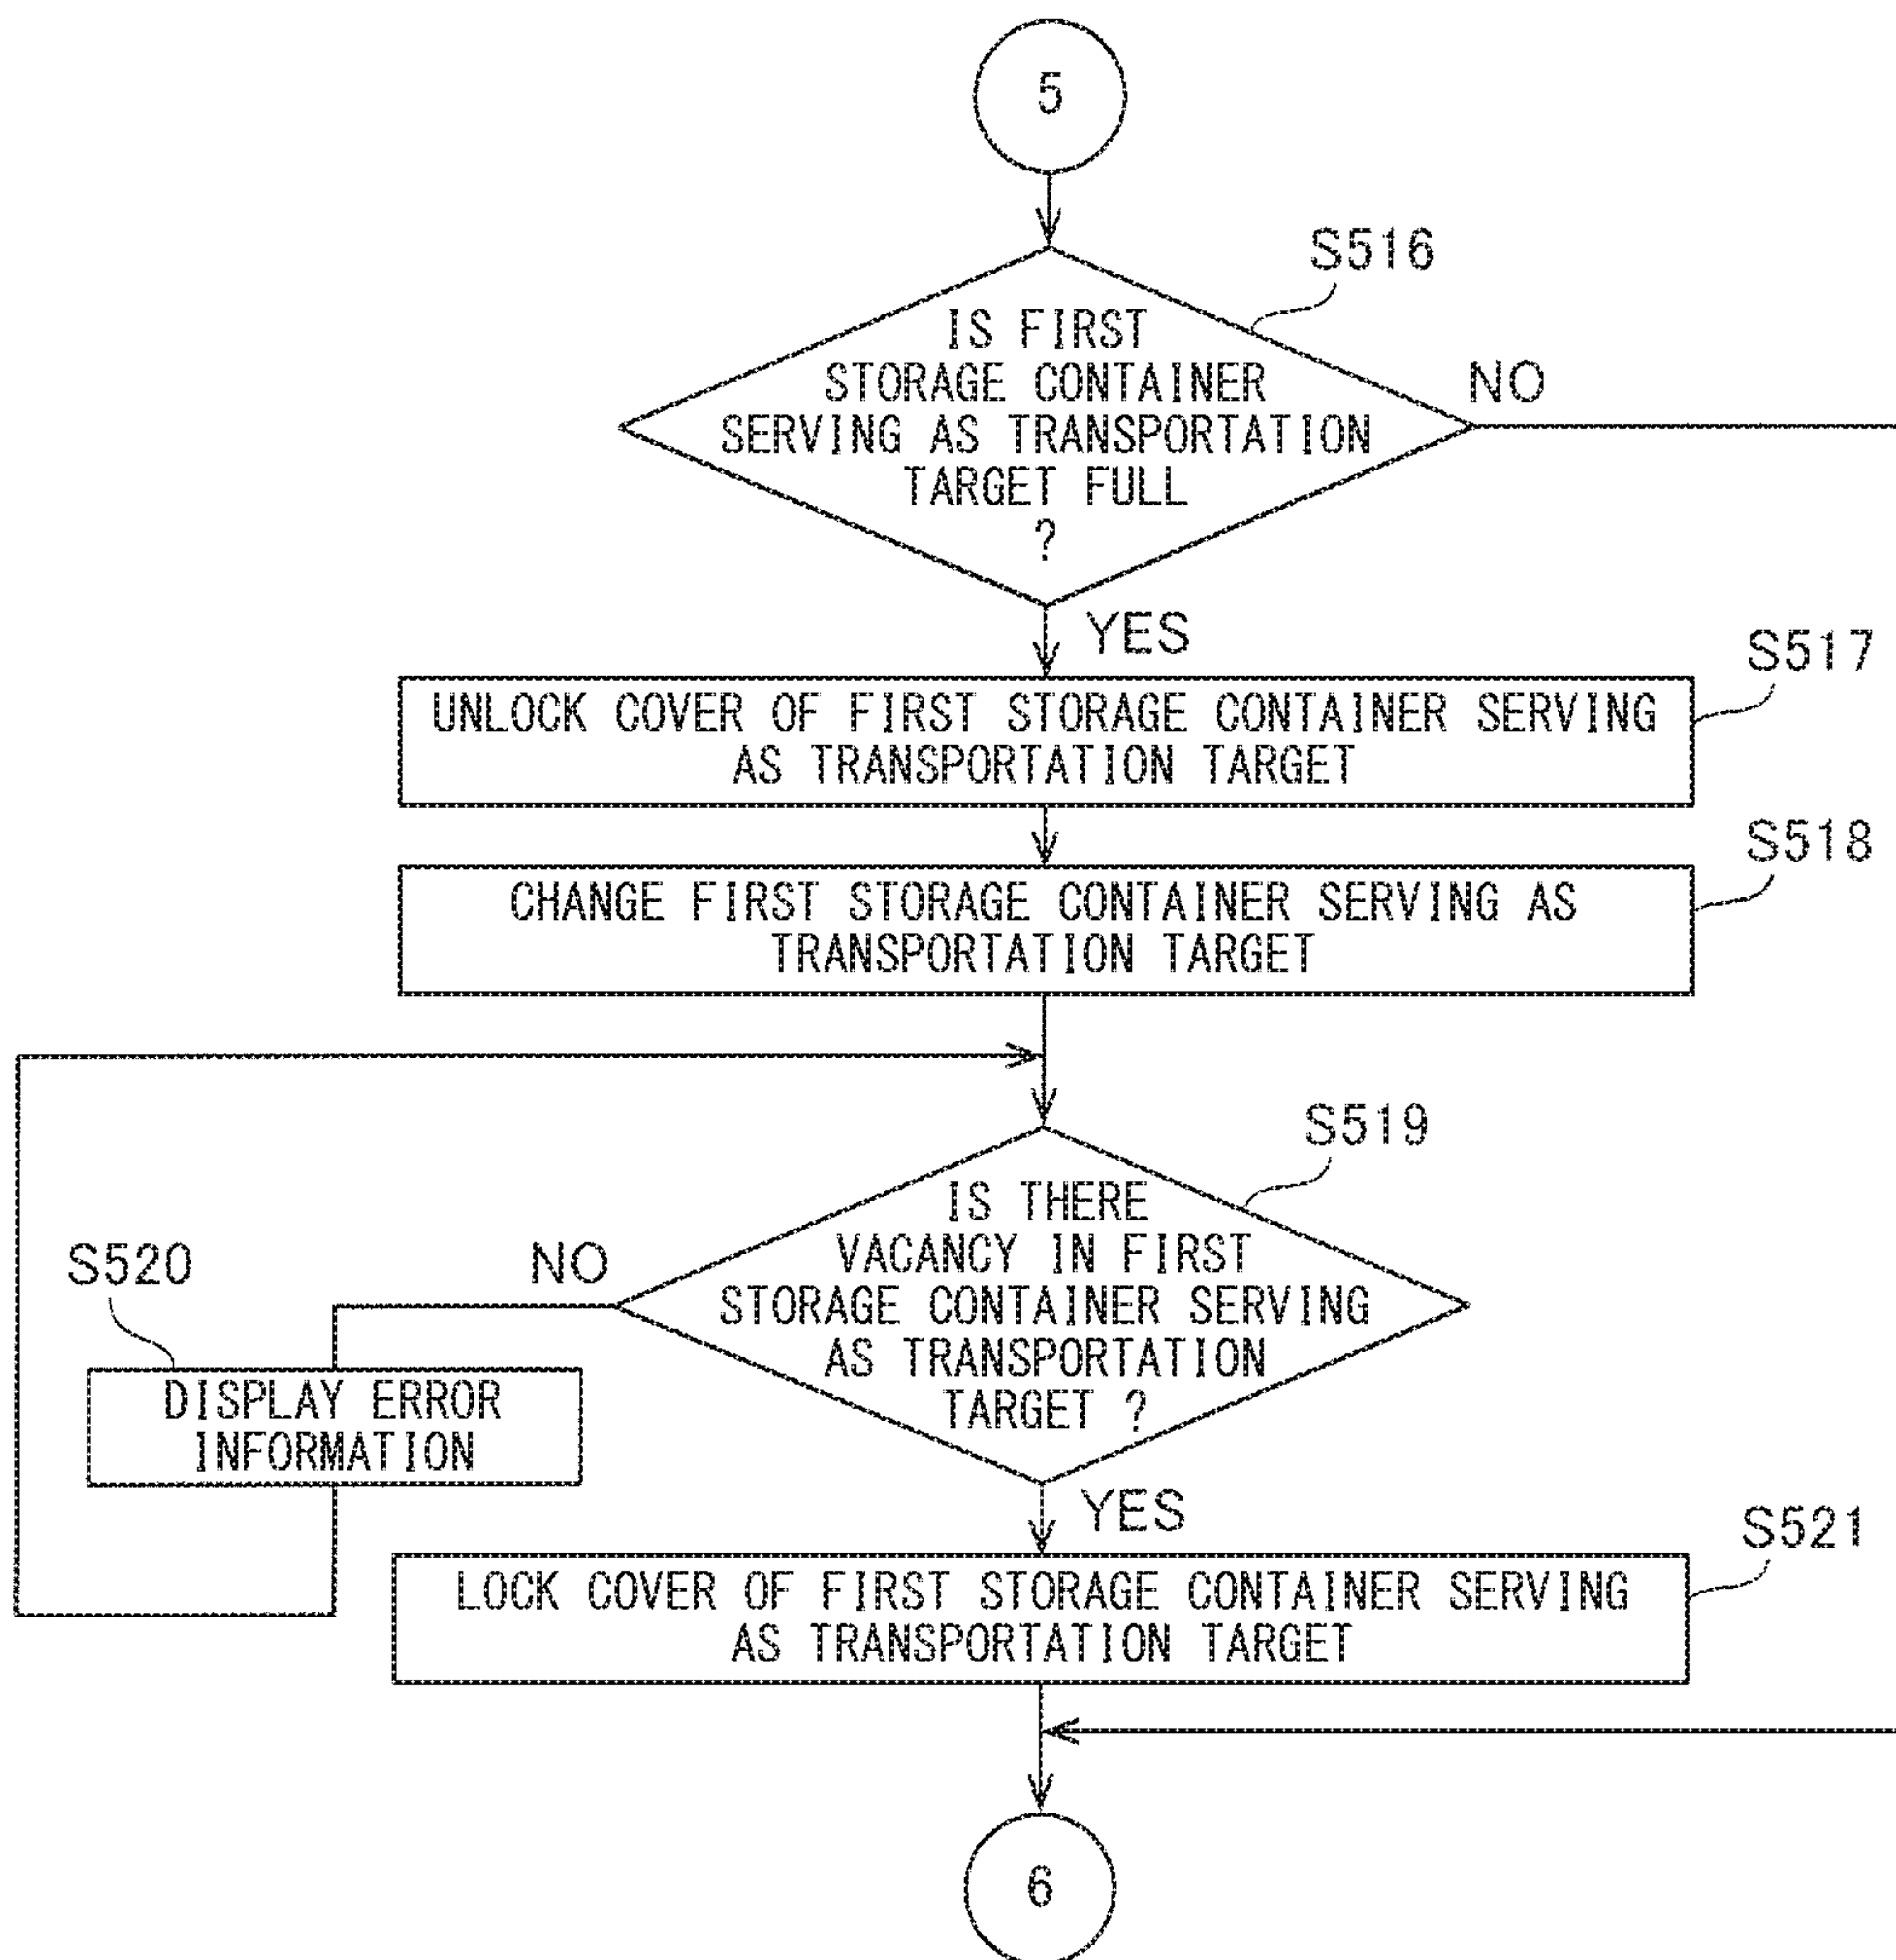 5
S516
IS FIRST
STORAGE CONTAINER
SERVING AS TRANSPORTATION
TARGET FULL
?
NO
YES
S517
UNLOCK COVER OF FIRST STORAGE CONTAINER SERVING
AS TRANSPORTATION TARGET
S518
CHANGE FIRST STORAGE CONTAINER SERVING AS
TRANSPORTATION TARGET
S519
IS THERE
VACANCY IN FIRST
STORAGE CONTAINER SERVING
AS TRANSPORTATION
TARGET ?
NO
S520
DISPLAY ERROR
INFORMATION
YES
S521
LOCK COVER OF FIRST STORAGE CONTAINER SERVING
AS TRANSPORTATION TARGET
6